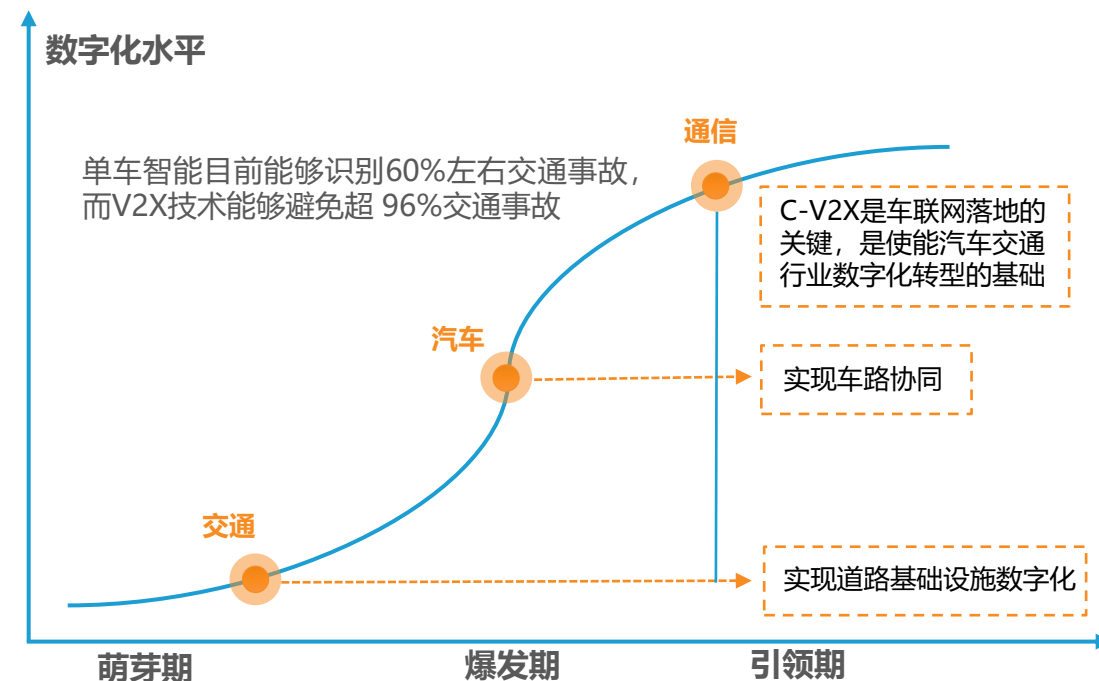 数字化水平
通信
单车智能目前能够识别60%左右交通事故，
而V2X技术能够避免超 96%交通事故
C-V2X是车联网落地的
关键，是使能汽车交通
行业数字化转型的基础
汽车
实现车路协同
交通
实现道路基础设施数字化
萌芽期
爆发期
引领期